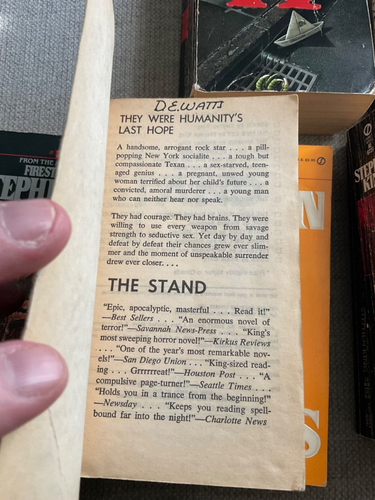 D.E.WATTS
THEY WERE HUMANITY'S
LAST HOPE
A handsome, arrogant rock star . . . a pill-
popping New York socialite . . . a tough but
compassionate Texan . . . a sex-starved, teen-
aged genius . . . a pregnant, unwed young
woman terrified about her child's future . . . a
convicted, amoral murderer . . . a young man
who can neither hear nor speak.
They had courage. They had brains. They were
willing to use every weapon from savage
strength to seductive sex. Yet day by day and
defeat by defeat their chances grew ever slim-
mer and the moment of unspeakable surrender
drew ever closer. . . .
THE STAND
"Epic, apocalyptic, masterful . . . Read it!"
—Best Sellers . . . "An enormous novel of
terror!"—Savannah News-Press . . . "King's
most sweeping horror novel!"—Kirkus Reviews
. . . "One of the year's most remarkable nov-
els!"—San Diego Union . . . "King-sized read-
ing . . . Grrrrrreat!"—Houston Post . . . "A
compulsive page-turner!"—Seattle Times . . .
"Holds you in a trance from the beginning!"
—Newsday . . . "Keeps you reading spell-
bound far into the night!"—Charlotte News
FROM THE
FIREST
EPH
N
S
STEP
KIN